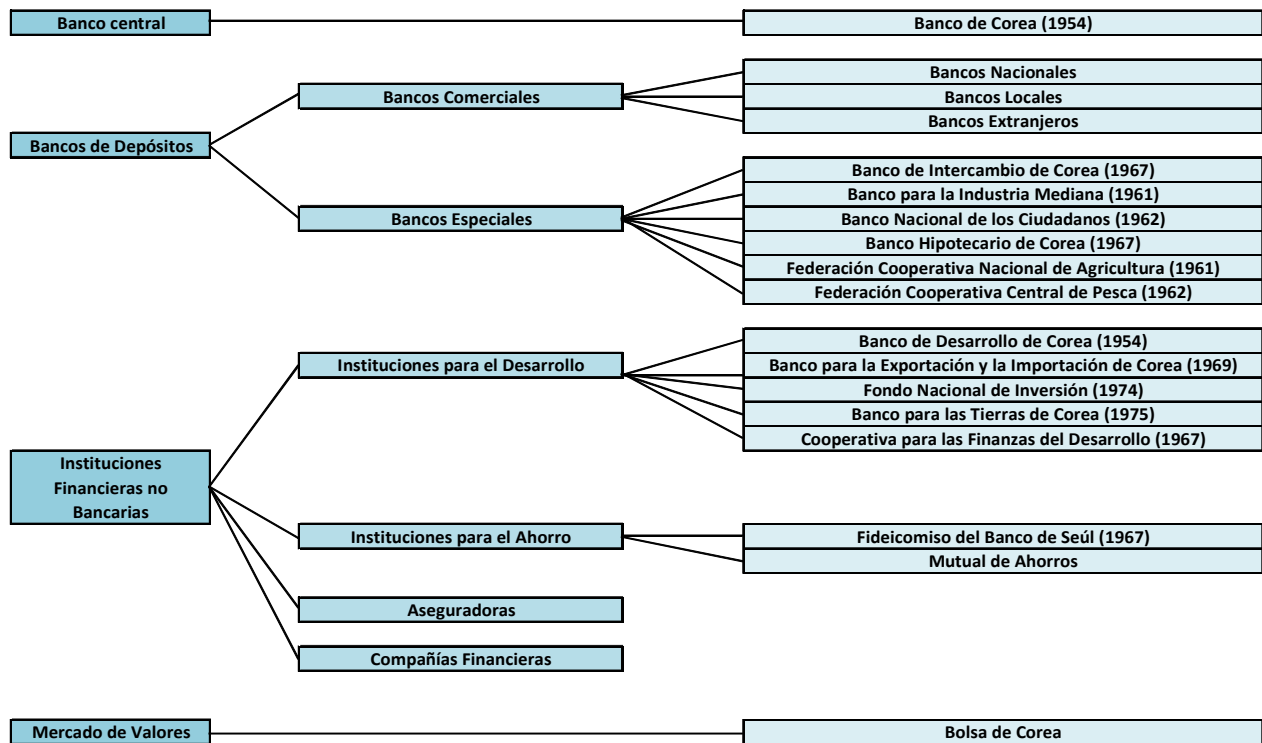 Banco central
Banco de Corea (1954)
Bancos de Depósitos
Bancos Comerciales
Bancos Nacionales
Bancos Locales
Bancos Extranjeros
Bancos Especiales
Banco de Intercambio de Corea (1967)
Banco para la Industria Mediana (1961)
Banco Nacional de los Ciudadanos (1962)
Banco Hipotecario de Corea (1967)
Federación Cooperativa Nacional de Agricultura (1961)
Federación Cooperativa Central de Pesca (1962)
Instituciones
Financieras no
Bancarias
Instituciones para el Desarrollo
Banco de Desarrollo de Corea (1954)
Banco para la Exportación y la Importación de Corea (1969)
Fondo Nacional de Inversión (1974)
Banco para las Tierras de Corea (1975)
Cooperativa para las Finanzas del Desarrollo (1967)
Instituciones para el Ahorro
Fideicomiso del Banco de Seúl (1967)
Mutual de Ahorros
Aseguradoras
Compañías Financieras
Mercado de Valores
Bolsa de Corea